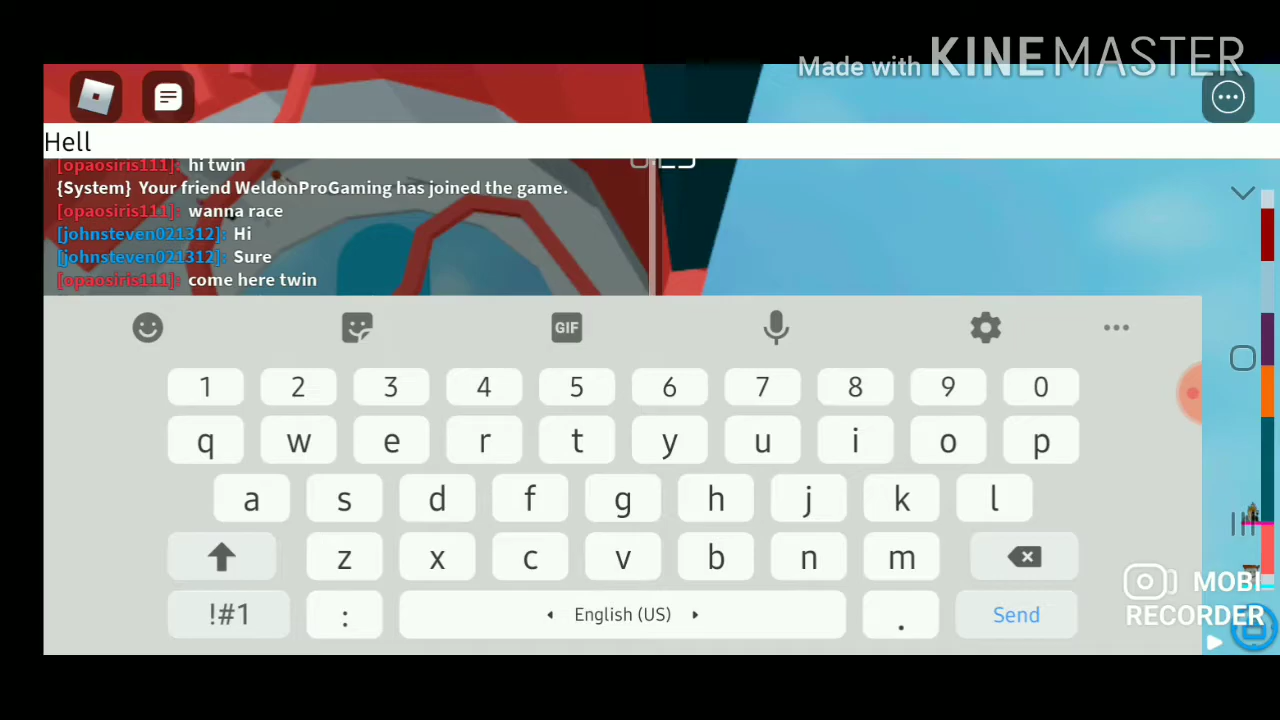 Made with KINEMASTER
Hell
[opaosiris111]: hi twin
{System} Your friend WeldonProGaming has joined the game.
[opaosiris111]: wanna race
[johnsteven021312]: Hi
[johnsteven021312]: Sure
[opaosiris111]: come here twin
GIF
1 2 3 4 5 6 7 8 9 0
q w e r t y u i o p
a s d f g h j k l
z x c v b n m
!#1 : English (US) . Send
MOBI
RECORDER